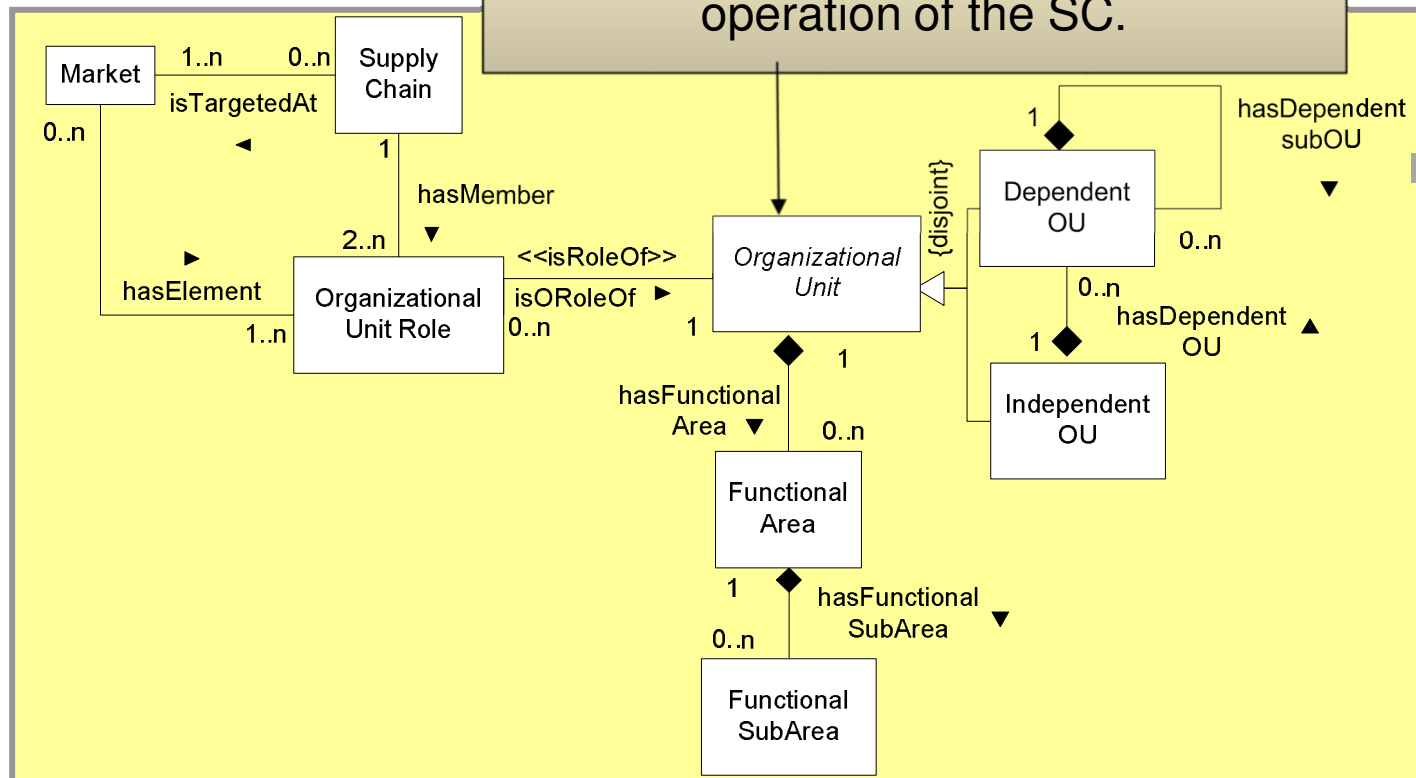 operation of the SC.
Market
1..n
0..n
Supply
Chain
isTargetedAt
0..n
1
hasMember
2..n
hasElement
1..n
Organizational
Unit Role
<<isRoleOf>>
isORoleOf
0..n
1
Organizational
Unit
{disjoint}
1
hasDependent
subOU
Dependent
OU
0..n
0..n
hasDependent
OU
1
Independent
OU
1
hasFunctional
Area
0..n
Functional
Area
1
hasFunctional
SubArea
0..n
Functional
SubArea